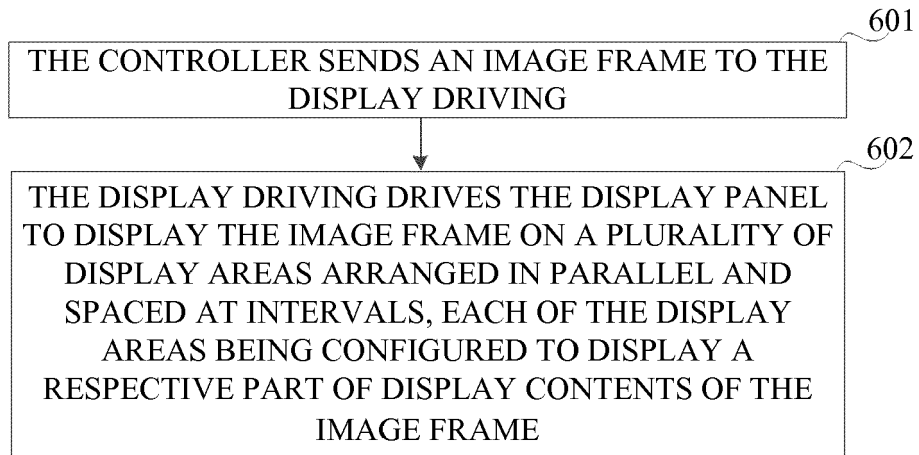 601
THE CONTROLLER SENDS AN IMAGE FRAME TO THE
DISPLAY DRIVING
602
THE DISPLAY DRIVING DRIVES THE DISPLAY PANEL
TO DISPLAY THE IMAGE FRAME ON A PLURALITY OF
DISPLAY AREAS ARRANGED IN PARALLEL AND
SPACED AT INTERVALS, EACH OF THE DISPLAY
AREAS BEING CONFIGURED TO DISPLAY A
RESPECTIVE PART OF DISPLAY CONTENTS OF THE
IMAGE FRAME